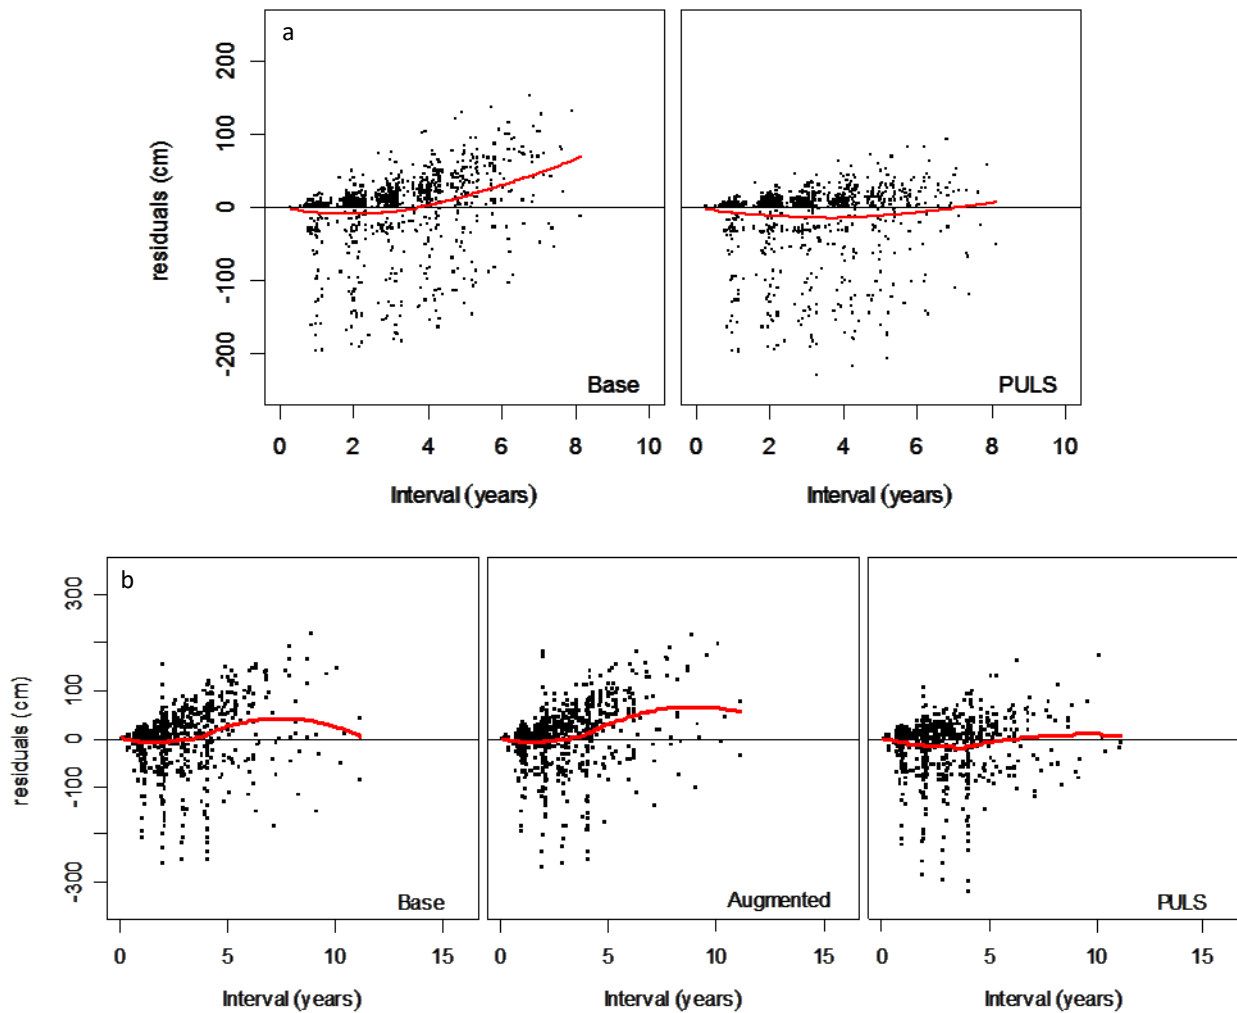 a
200
100
0
-100
-200
residuals (cm)
Base
PULS
0 2 4 6 8 10
0 2 4 6 8 10
Interval (years)
Interval (years)
b
300
100
0
-100
-300
residuals (cm)
Base
Augmented
PULS
0 5 10 15
0 5 10 15
0 5 10 15
Interval (years)
Interval (years)
Interval (years)